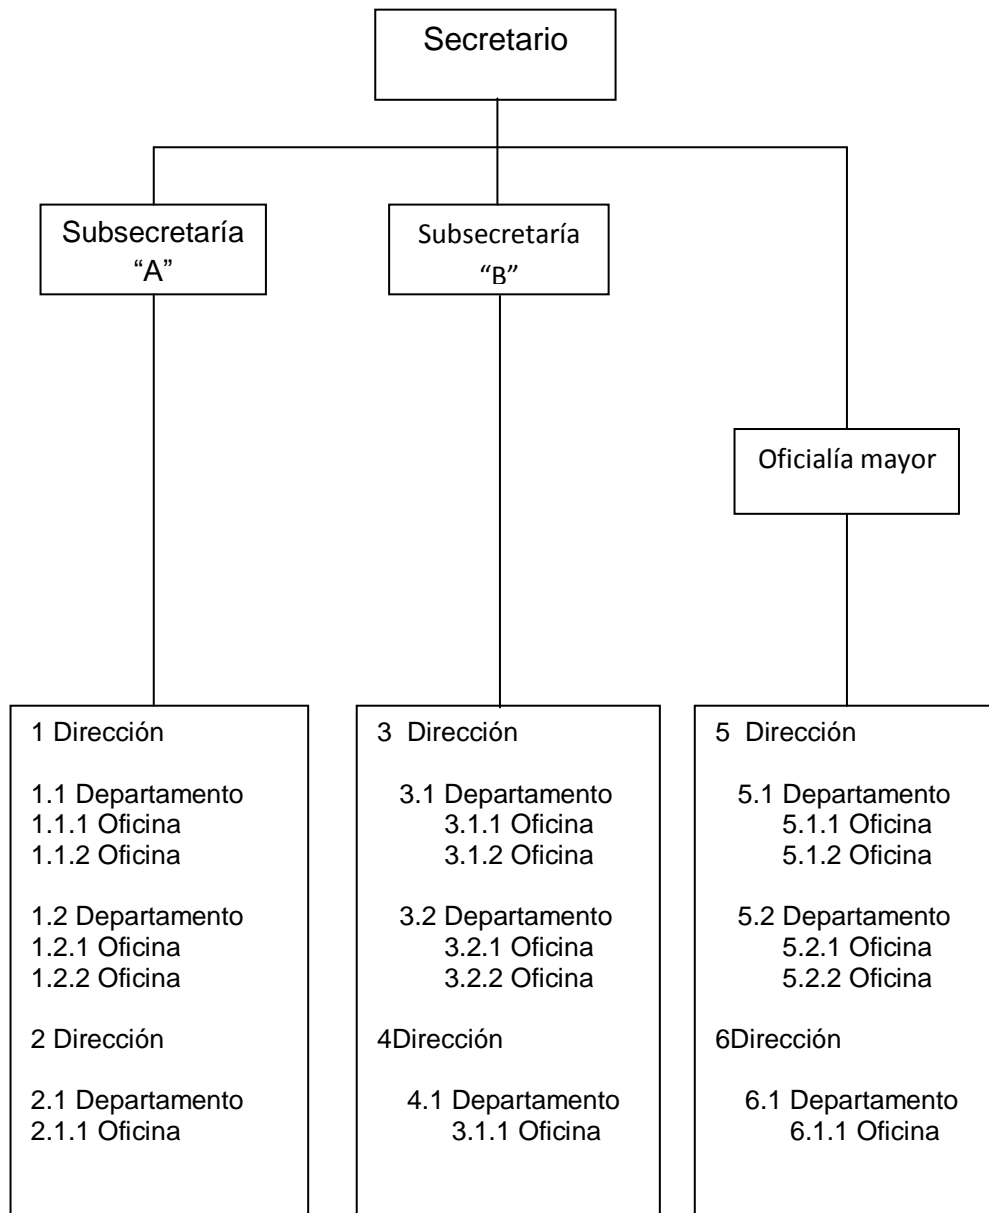 Secretario
Subsecretaría
“A”
Subsecretaría
“B”
Oficialía mayor
1 Dirección
1.1 Departamento
1.1.1 Oficina
1.1.2 Oficina
1.2 Departamento
1.2.1 Oficina
1.2.2 Oficina
2 Dirección
2.1 Departamento
2.1.1 Oficina
3 Dirección
3.1 Departamento
3.1.1 Oficina
3.1.2 Oficina
3.2 Departamento
3.2.1 Oficina
3.2.2 Oficina
4Dirección
4.1 Departamento
3.1.1 Oficina
5 Dirección
5.1 Departamento
5.1.1 Oficina
5.1.2 Oficina
5.2 Departamento
5.2.1 Oficina
5.2.2 Oficina
6Dirección
6.1 Departamento
6.1.1 Oficina